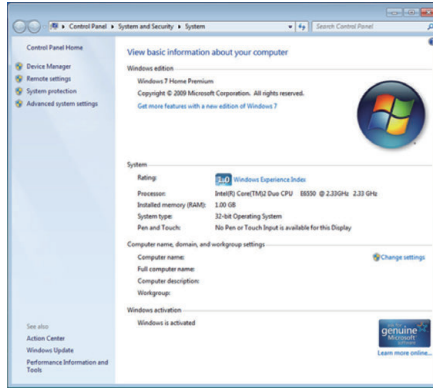 Control Panel ▸ System and Security ▸ System
Search Control Panel
Control Panel Home
Device Manager
Remote settings
System protection
Advanced system settings
See also
Action Center
Windows Update
Performance Information and
Tools
View basic information about your computer
Windows edition
Windows 7 Home Premium
Copyright © 2009 Microsoft Corporation. All rights reserved.
Get more features with a new edition of Windows 7
System
Rating: Windows Experience Index
Processor: Intel(R) Core(TM)2 Duo CPU E6550 @ 2.33GHz 2.33 GHz
Installed memory (RAM): 1.00 GB
System type: 32-bit Operating System
Pen and Touch: No Pen or Touch Input is available for this Display
Computer name, domain, and workgroup settings
Computer name: Change settings
Full computer name:
Computer description:
Workgroup:
Windows activation
Windows is activated
genuine
Microsoft
software
Learn more online...